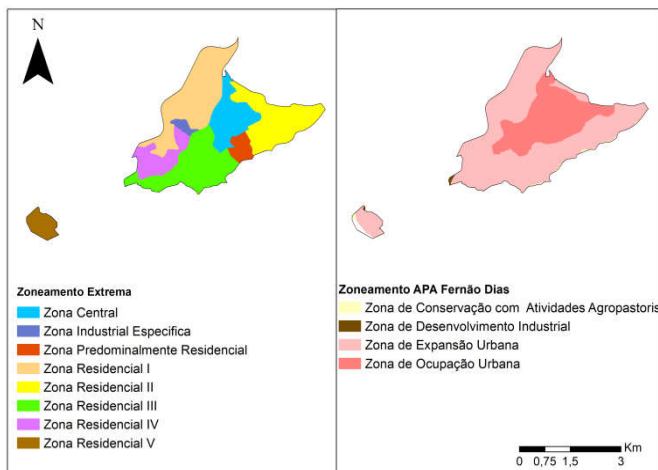 N
Zoneamento Extrema
Zona Central
Zona Industrial Especifica
Zona Predominalmente Residencial
Zona Residencial I
Zona Residencial II
Zona Residencial III
Zona Residencial IV
Zona Residencial V
Zoneamento APA Fernão Dias
Zona de Conservação com Atividades Agropastoris
Zona de Desenvolvimento Industrial
Zona de Expansão Urbana
Zona de Ocupação Urbana
Km
0 0,75 1,5 3